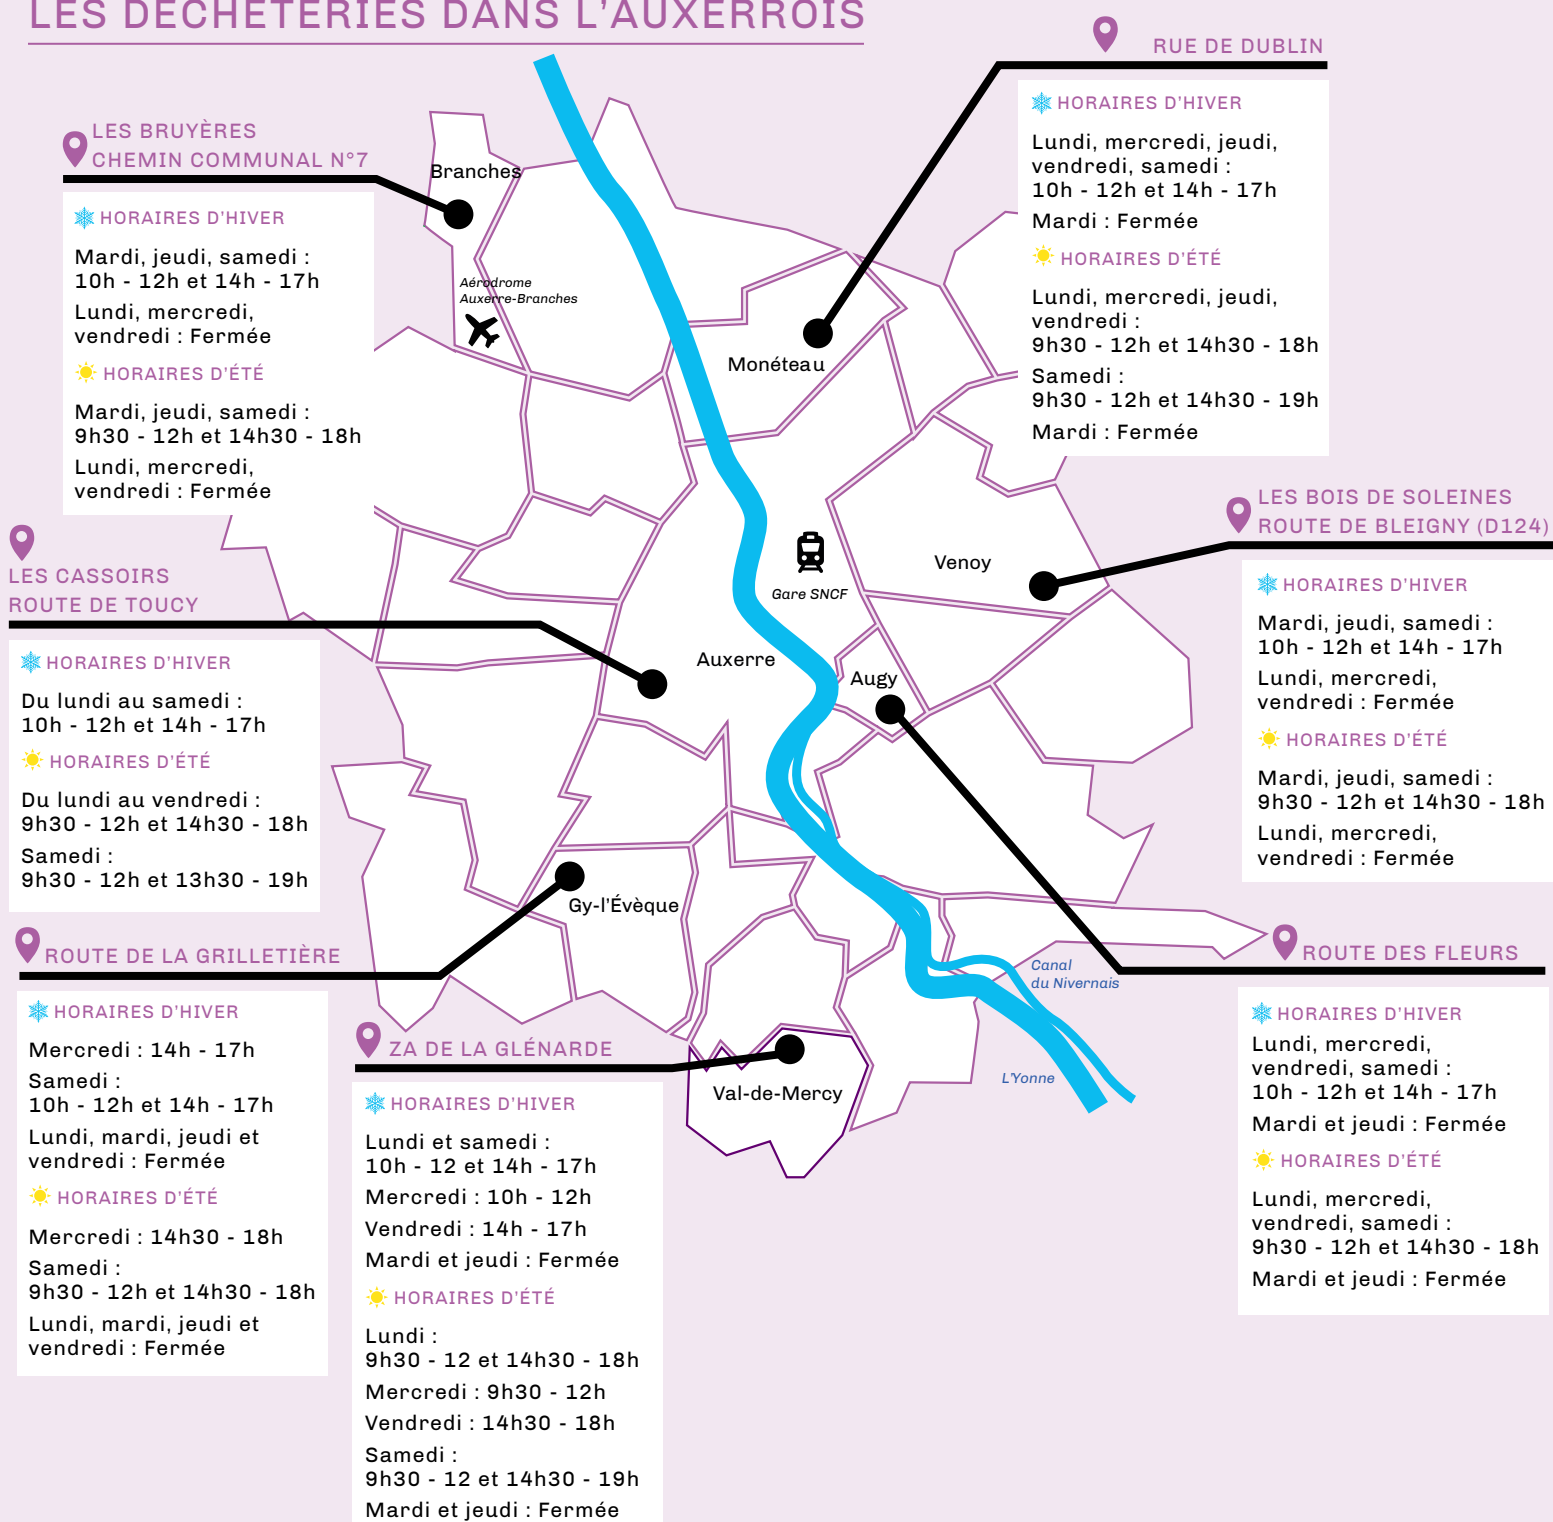 LES DÉCHÈTERIES DANS L'AUXERROIS
RUE DE DUBLIN
HORAIRES D'HIVER
Lundi, mercredi, jeudi,
vendredi, samedi :
10h - 12h et 14h - 17h
Mardi : Fermée
HORAIRES D'ÉTÉ
Lundi, mercredi, jeudi,
vendredi :
9h30 - 12h et 14h30 - 18h
Samedi :
9h30 - 12h et 14h30 - 19h
Mardi : Fermée
LES BRUYÈRES
CHEMIN COMMUNAL N°7
HORAIRES D'HIVER
Mardi, jeudi, samedi :
10h - 12h et 14h - 17h
Lundi, mercredi,
vendredi : Fermée
HORAIRES D'ÉTÉ
Mardi, jeudi, samedi :
9h30 - 12h et 14h30 - 18h
Lundi, mercredi,
vendredi : Fermée
Branches
Aérodrome
Auxerre-Branches
Monéteau
LES BOIS DE SOLEINES
ROUTE DE BLEIGNY (D124)
HORAIRES D'HIVER
Mardi, jeudi, samedi :
10h - 12h et 14h - 17h
Lundi, mercredi,
vendredi : Fermée
HORAIRES D'ÉTÉ
Mardi, jeudi, samedi :
9h30 - 12h et 14h30 - 18h
Lundi, mercredi,
vendredi : Fermée
Venoy
Gare SNCF
LES CASSOIRS
ROUTE DE TOUCY
HORAIRES D'HIVER
Du lundi au samedi :
10h - 12h et 14h - 17h
HORAIRES D'ÉTÉ
Du lundi au vendredi :
9h30 - 12h et 14h30 - 18h
Samedi :
9h30 - 12h et 13h30 - 19h
Auxerre
Augy
Gy-l'Évèque
ROUTE DE LA GRILLETIÈRE
HORAIRES D'HIVER
Mercredi : 14h - 17h
Samedi :
10h - 12h et 14h - 17h
Lundi, mardi, jeudi et
vendredi : Fermée
HORAIRES D'ÉTÉ
Mercredi : 14h30 - 18h
Samedi :
9h30 - 12h et 14h30 - 18h
Lundi, mardi, jeudi et
vendredi : Fermée
ZA DE LA GLÉNARDE
HORAIRES D'HIVER
Lundi et samedi :
10h - 12 et 14h - 17h
Mercredi : 10h - 12h
Vendredi : 14h - 17h
Mardi et jeudi : Fermée
HORAIRES D'ÉTÉ
Lundi :
9h30 - 12 et 14h30 - 18h
Mercredi : 9h30 - 12h
Vendredi : 14h30 - 18h
Samedi :
9h30 - 12 et 14h30 - 19h
Mardi et jeudi : Fermée
Val-de-Mercy
Canal
du Nivernais
L'Yonne
ROUTE DES FLEURS
HORAIRES D'HIVER
Lundi, mercredi,
vendredi, samedi :
10h - 12h et 14h - 17h
Mardi et jeudi : Fermée
HORAIRES D'ÉTÉ
Lundi, mercredi,
vendredi, samedi :
9h30 - 12h et 14h30 - 18h
Mardi et jeudi : Fermée